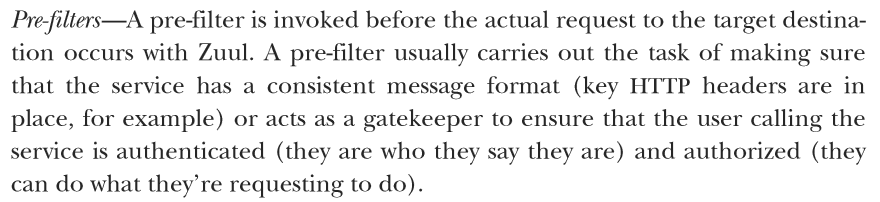 Pre-filters—A pre-filter is invoked before the actual request to the target destina-
tion occurs with Zuul. A pre-filter usually carries out the task of making sure
that the service has a consistent message format (key HTTP headers are in
place, for example) or acts as a gatekeeper to ensure that the user calling the
service is authenticated (they are who they say they are) and authorized (they
can do what they're requesting to do).